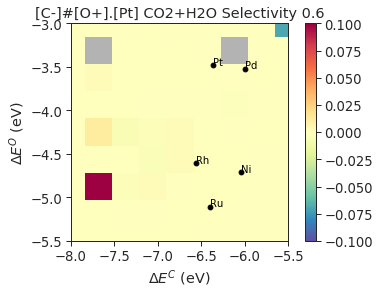 [C-]#[O+].[Pt] CO2+H2O Selectivity 0.6
−3.0
−3.5
−4.0
−4.5
−5.0
−5.5
ΔE^O (eV)
Pt
Pd
Rh
Ni
Ru
−8.0 −7.5 −7.0 −6.5 −6.0 −5.5
ΔE^C (eV)
0.100
0.075
0.050
0.025
0.000
−0.025
−0.050
−0.075
−0.100